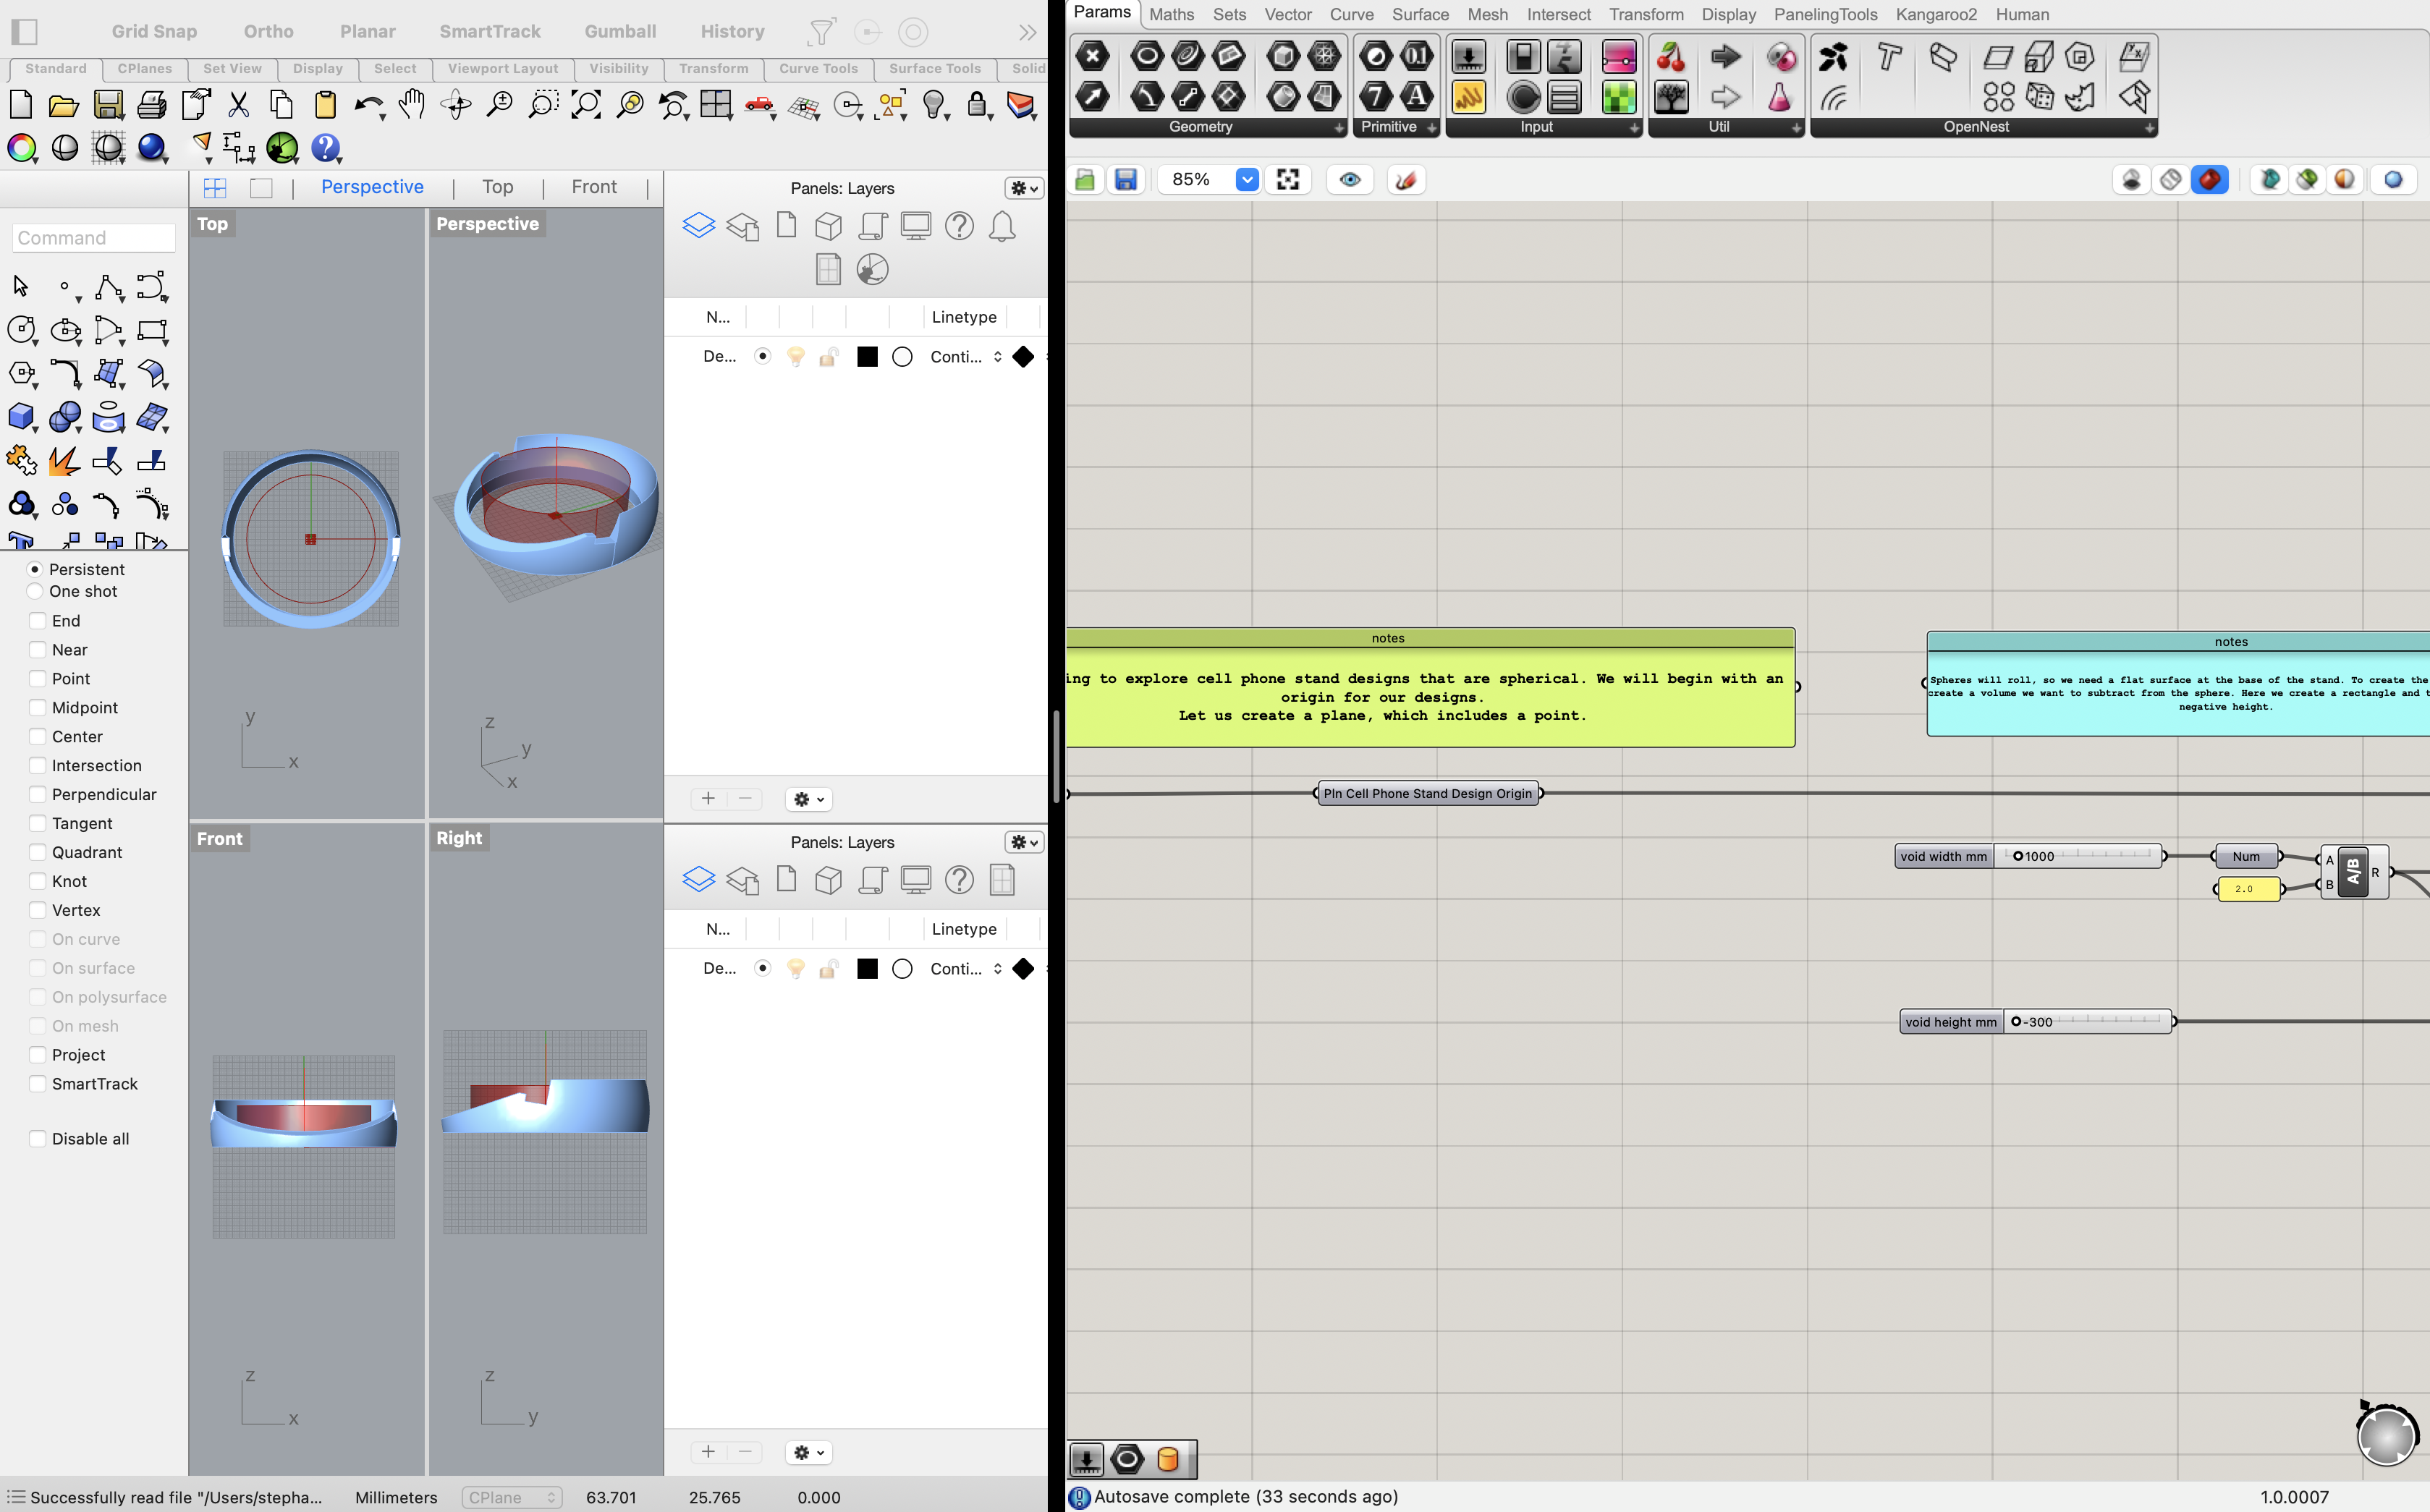 Grid Snap Ortho Planar SmartTrack Gumball History
Standard CPlanes Set View Display Select Viewport Layout Visibility Transform Curve Tools Surface Tools Solid
Perspective Top Front
Command
Top
Perspective
y
x
z
y
x
Front
Right
z
x
z
y
Persistent
One shot
End
Near
Point
Midpoint
Center
Intersection
Perpendicular
Tangent
Quadrant
Knot
Vertex
On curve
On surface
On polysurface
On mesh
Project
SmartTrack
Disable all
Panels: Layers
N... Linetype
De... Conti...
Panels: Layers
N... Linetype
De... Conti...
Successfully read file "/Users/stepha... Millimeters CPlane 63.701 25.765 0.000
Params Maths Sets Vector Curve Surface Mesh Intersect Transform Display PanelingTools Kangaroo2 Human
Geometry Primitive Input Util OpenNest
85%
notes
ing to explore cell phone stand designs that are spherical. We will begin with an
origin for our designs.
Let us create a plane, which includes a point.
notes
Spheres will roll, so we need a flat surface at the base of the stand. To create the
create a volume we want to subtract from the sphere. Here we create a rectangle and t
negative height.
Pln Cell Phone Stand Design Origin
void width mm 1000
Num
2.0
A
B
A/B
R
void height mm -300
Autosave complete (33 seconds ago)
1.0.0007